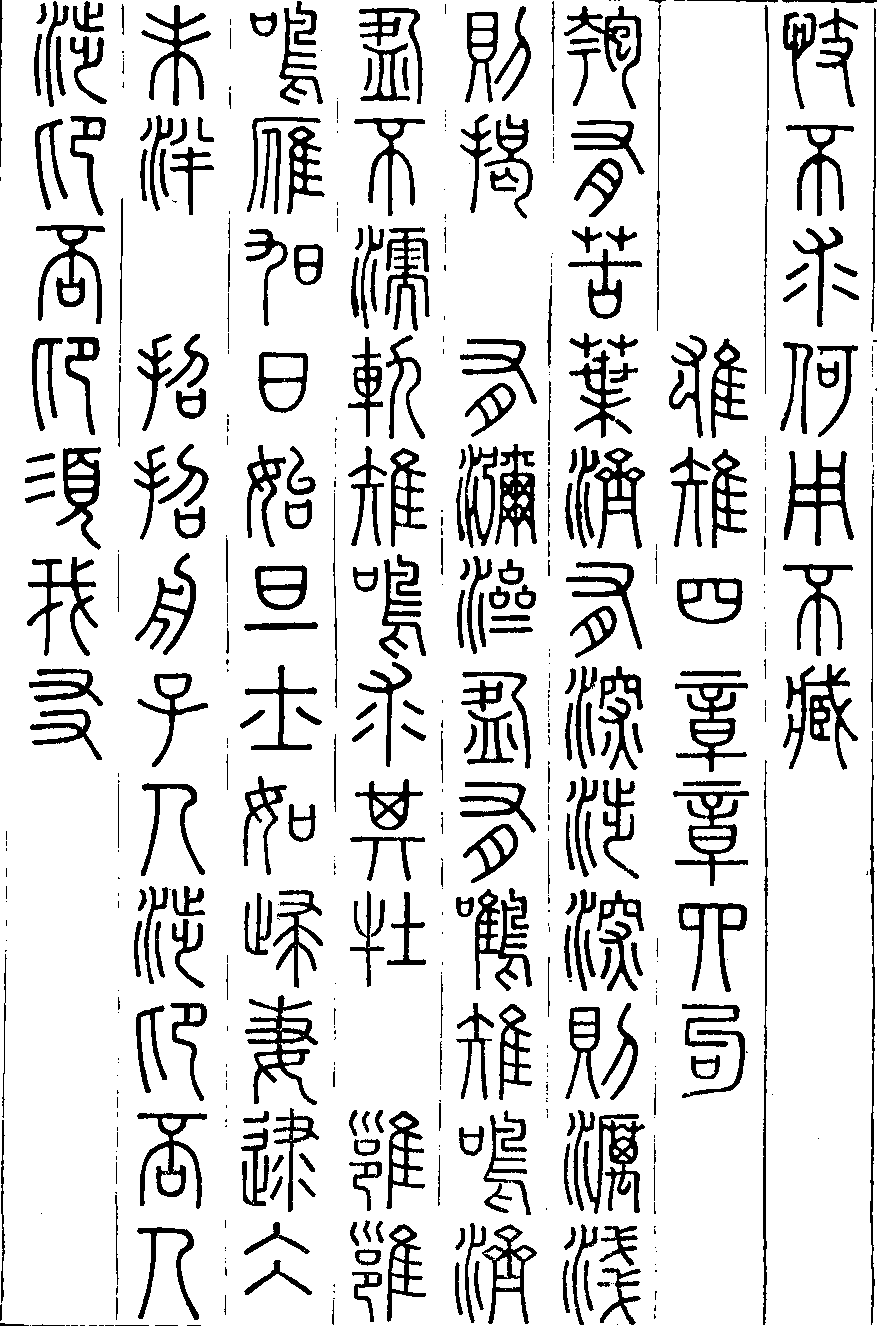 忮不求何用不臧
雄雉四章章四句
匏有苦葉濟有深涉深則濿淺
則揭 有瀰濟盈有鷕雉鳴濟
盈不濡軌雉鳴求其牡 雝雝
鳴雁旭日始旦士如歸妻迨冰
未泮 招招舟子人涉卬否人
涉卬否卬須我友